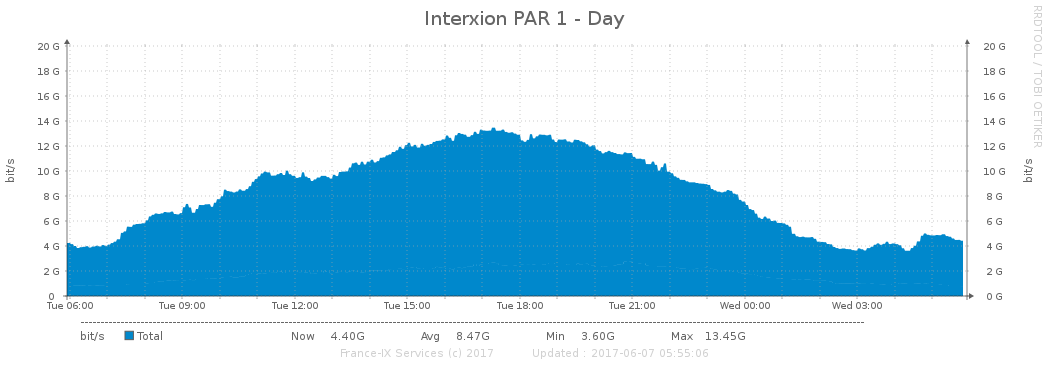 Interxion PAR 1 - Day
RRDTOOL / TOBI OETIKER
20 G 20 G
18 G 18 G
16 G 16 G
14 G 14 G
12 G 12 G
10 G 10 G
8 G 8 G
6 G 6 G
4 G 4 G
2 G 2 G
0 0 G
bit/s bit/s
Tue 06:00 Tue 09:00 Tue 12:00 Tue 15:00 Tue 18:00 Tue 21:00 Wed 00:00 Wed 03:00
bit/s Total Now 4.40G Avg 8.47G Min 3.60G Max 13.45G
France-IX Services (c) 2017 Updated : 2017-06-07 05:55:06